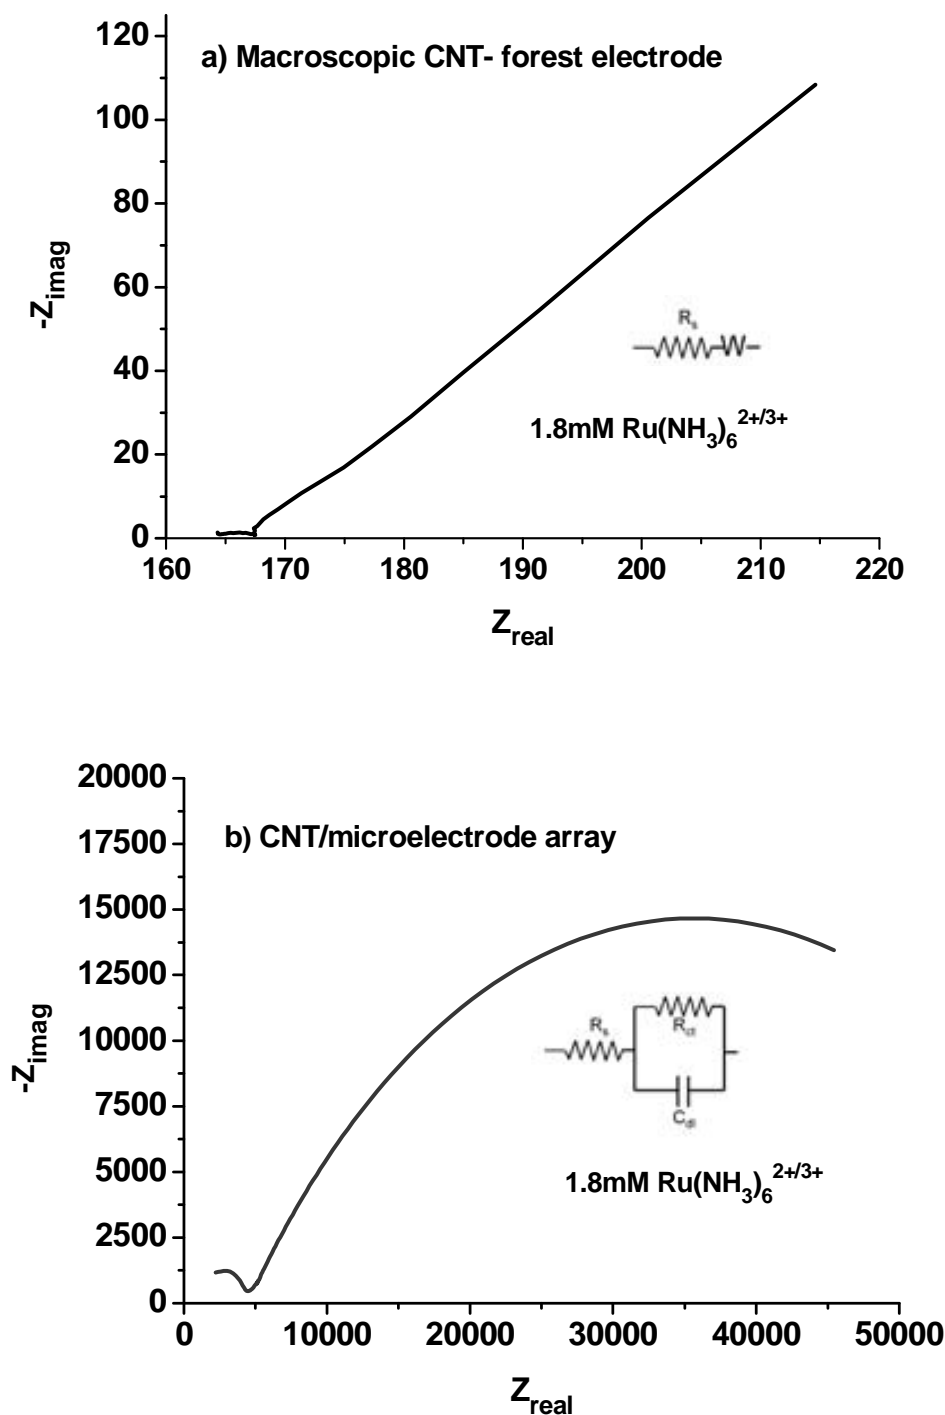 120
a) Macroscopic CNT- forest electrode
100
80
-Z_imag
60
R_s
W
40
1.8mM Ru(NH_3)_6^2+/3+
20
0
160 170 180 190 200 210 220
Z_real
20000
17500
b) CNT/microelectrode array
15000
12500
R_s
R_ct
10000
-Z_imag
7500
C_dl
5000
1.8mM Ru(NH_3)_6^2+/3+
2500
0
0 10000 20000 30000 40000 50000
Z_real